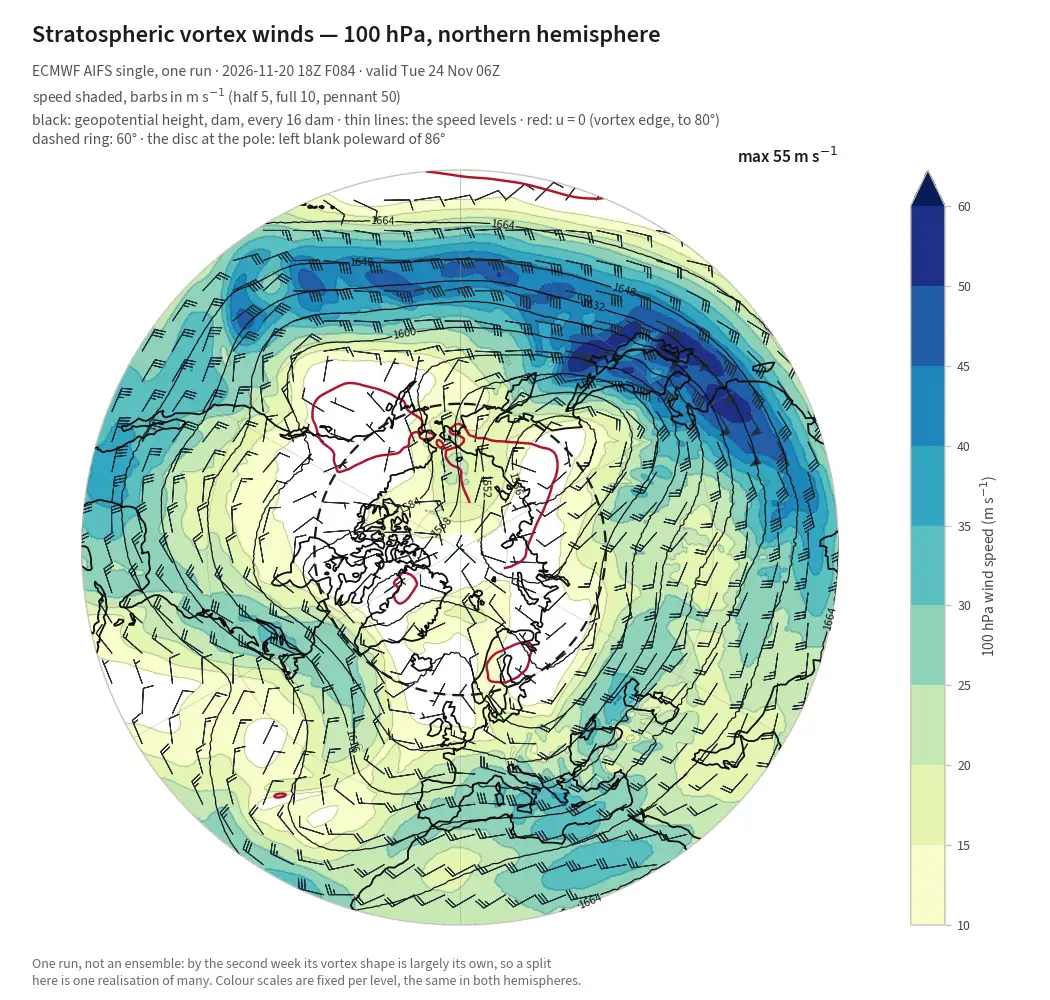 Stratospheric vortex winds — 100 hPa, northern hemisphere
ECMWF AIFS single, one run · 2026-11-20 18Z F084 · valid Tue 24 Nov 06Z
speed shaded, barbs in m s⁻¹ (half 5, full 10, pennant 50)
black: geopotential height, dam, every 16 dam · thin lines: the speed levels · red: u = 0 (vortex edge, to 80°)
dashed ring: 60° · the disc at the pole: left blank poleward of 86°
max 55 m s⁻¹
1664
1664
1648
1648
1632
1600
1552
1584
1664
1616
1664
60
50
45
40
35
30
25
20
15
10
100 hPa wind speed (m s⁻¹)
One run, not an ensemble: by the second week its vortex shape is largely its own, so a split
here is one realisation of many. Colour scales are fixed per level, the same in both hemispheres.